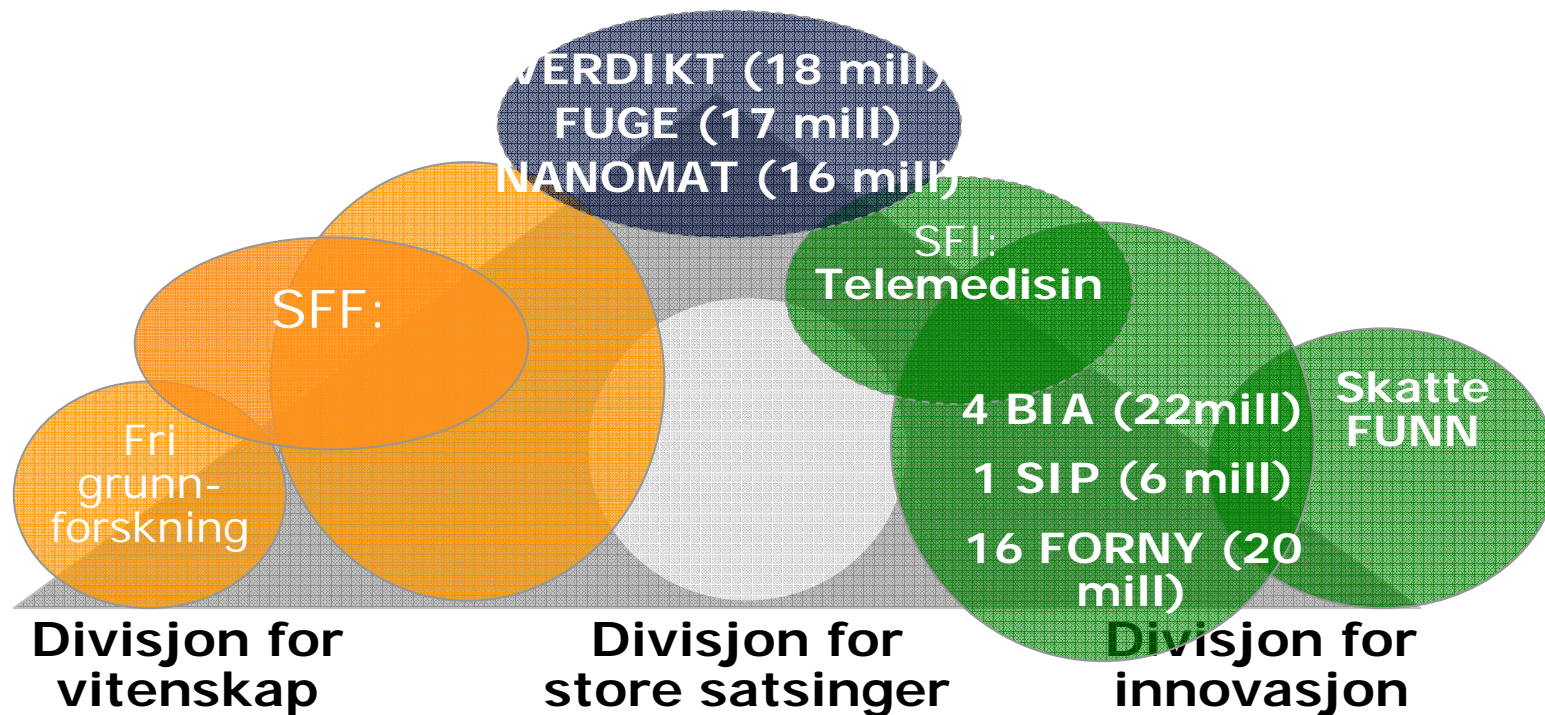 VERDIKT (18 mill)
FUGE (17 mill)
NANOMAT (16 mill)
SFI:
Telemedisin
SFF:
Fri
grunn-
forskning
4 BIA (22mill)
1 SIP (6 mill)
16 FORNY (20
mill)
Skatte
FUNN
Divisjon for
vitenskap
Divisjon for
store satsinger
Divisjon for
innovasjon